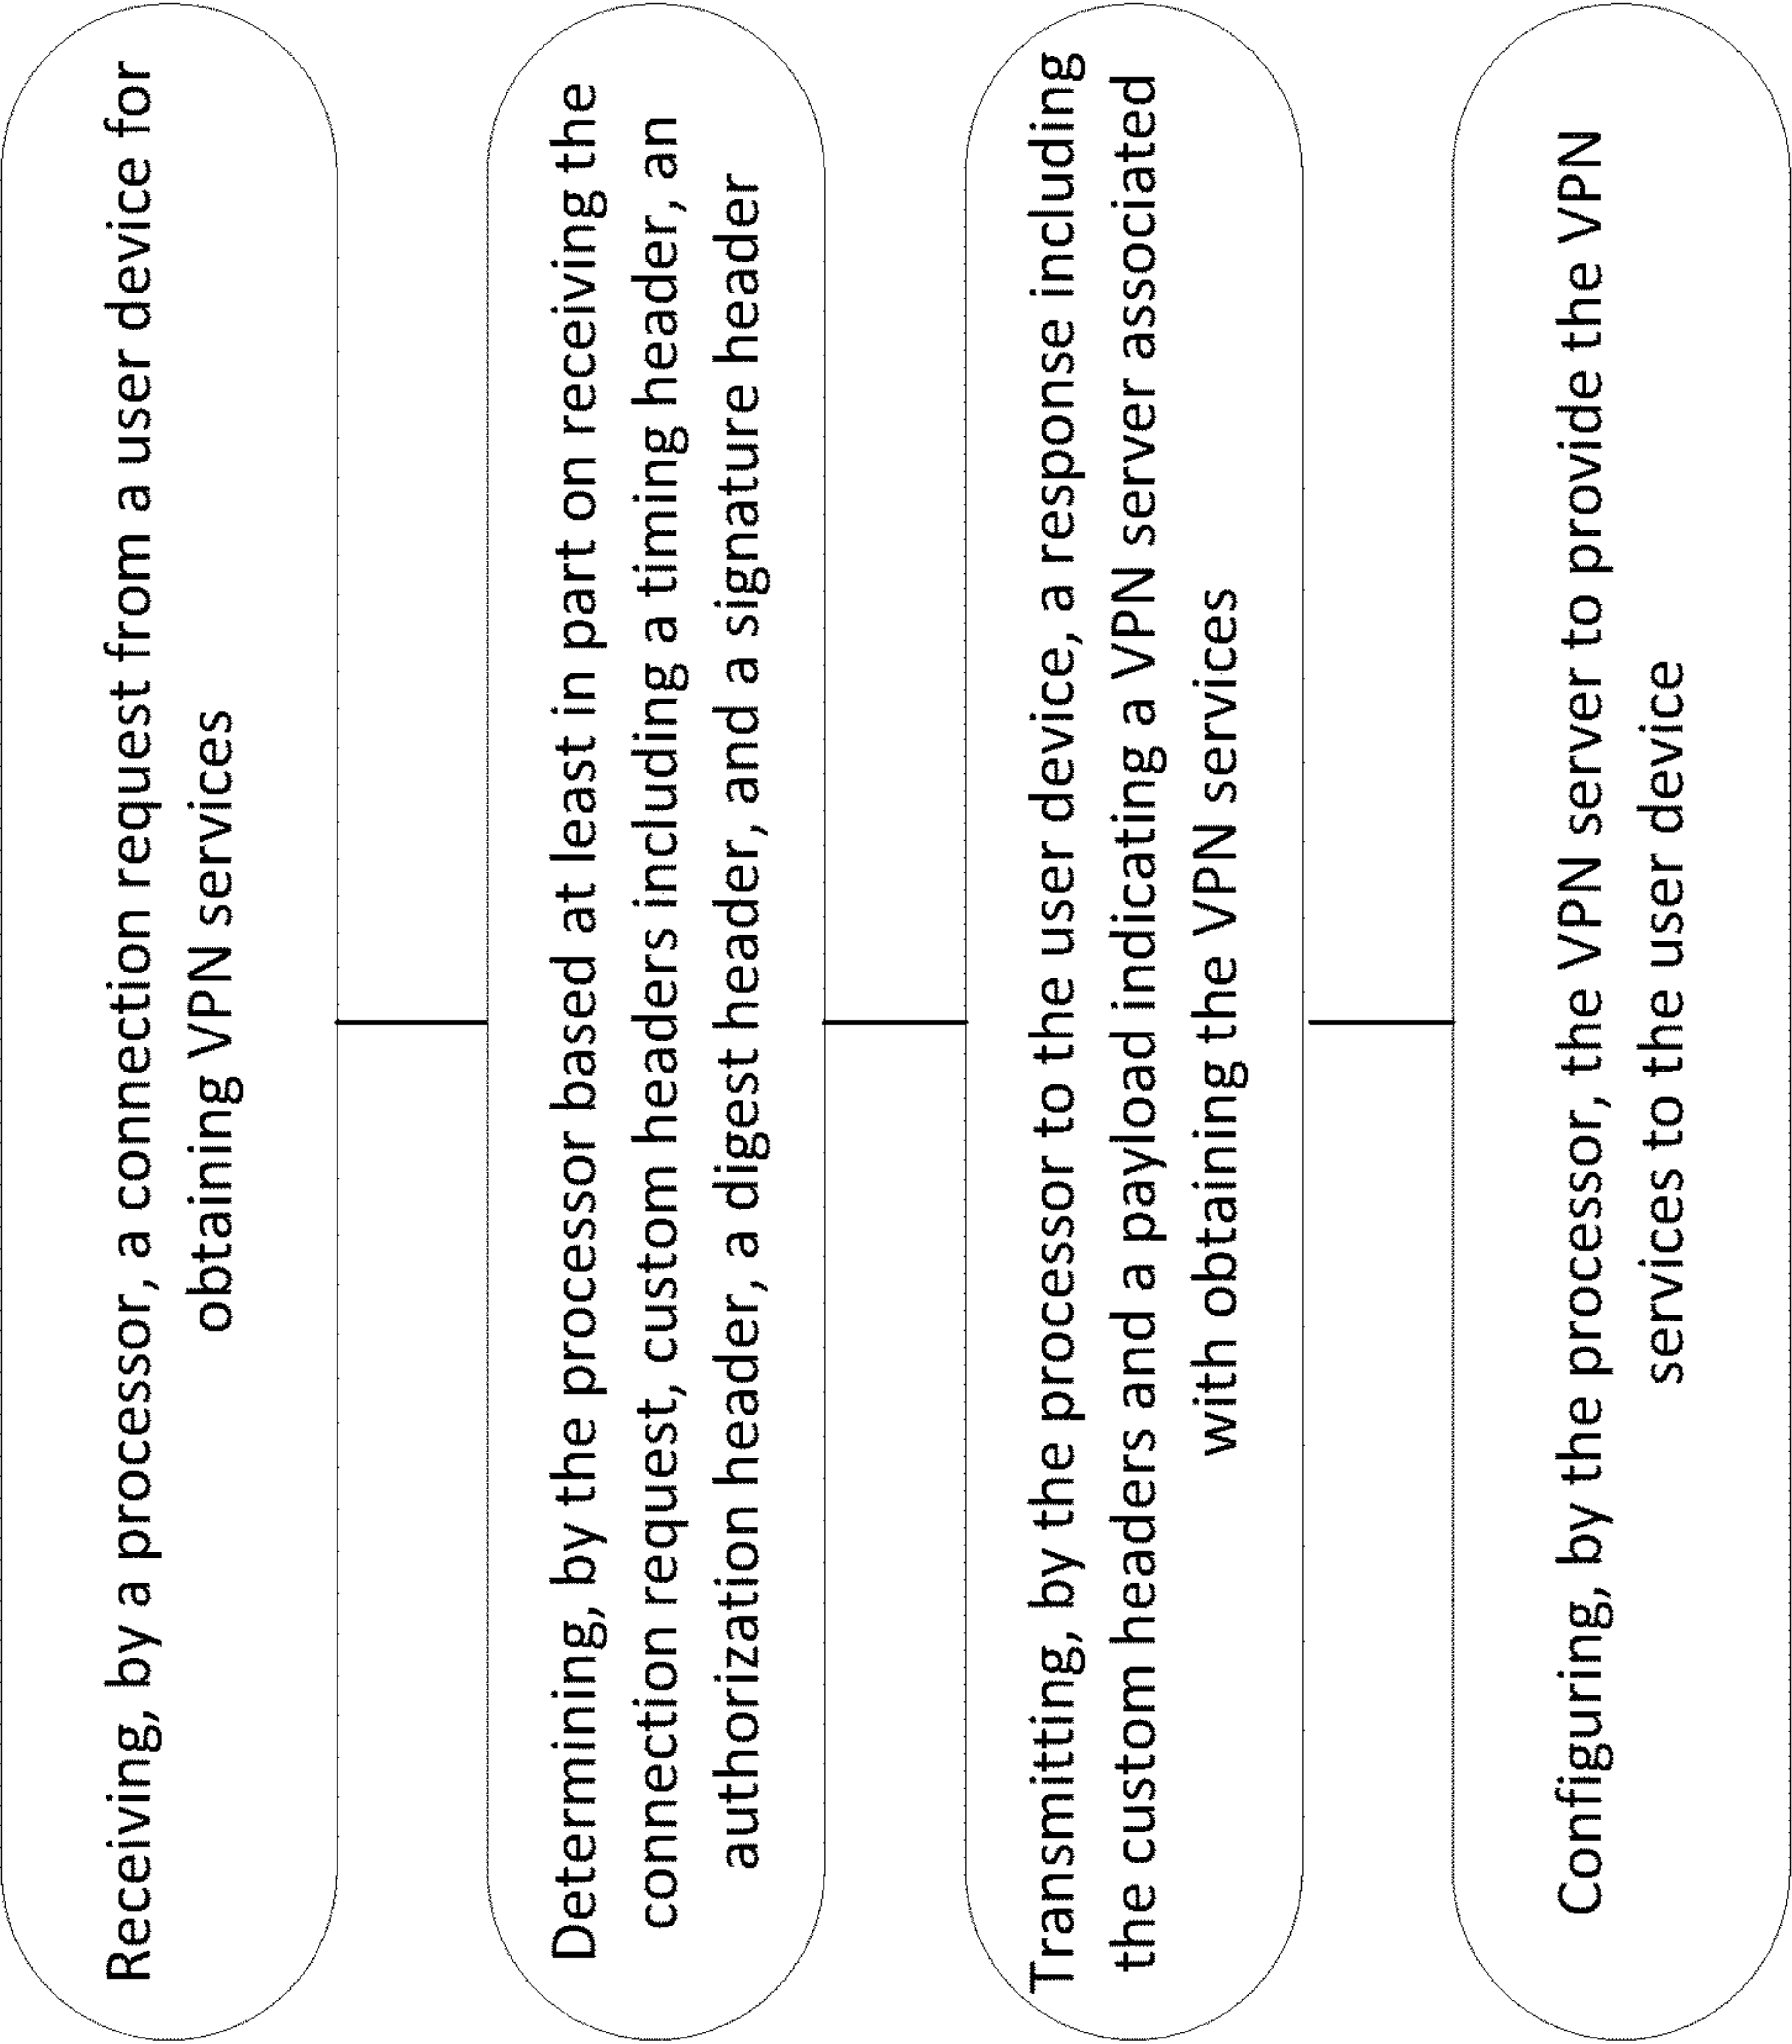 Receiving, by a processor, a connection request from a user device for
obtaining VPN services
Determining, by the processor based at least in part on receiving the
connection request, custom headers including a timing header, an
authorization header, a digest header, and a signature header
Transmitting, by the processor to the user device, a response including
the custom headers and a payload indicating a VPN server associated
with obtaining the VPN services
Configuring, by the processor, the VPN server to provide the VPN
services to the user device